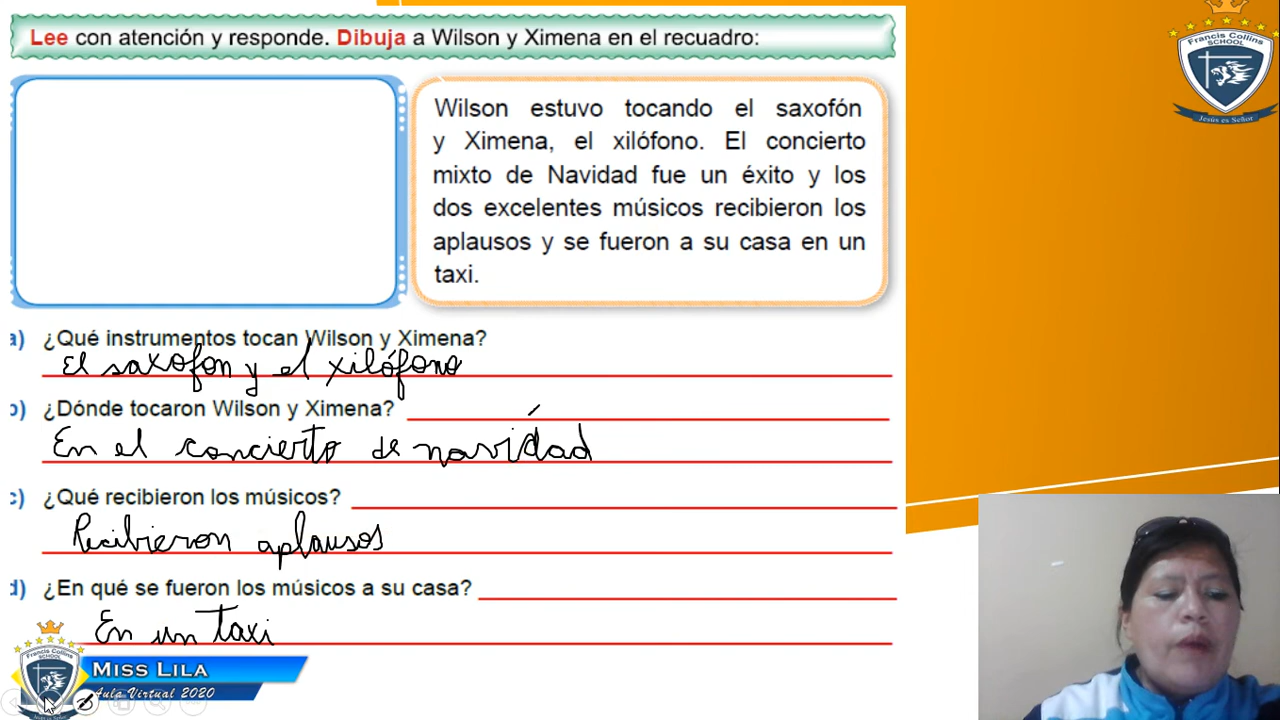 Lee con atención y responde. Dibuja a Wilson y Ximena en el recuadro:
Francis Collins
SCHOOL
Jesús es Señor
Wilson estuvo tocando el saxofón
y Ximena, el xilófono. El concierto
mixto de Navidad fue un éxito y los
dos excelentes músicos recibieron los
aplausos y se fueron a su casa en un
taxi.
a) ¿Qué instrumentos tocan Wilson y Ximena?
El saxofon y el xilófono
b) ¿Dónde tocaron Wilson y Ximena?
En el concierto de navidad
c) ¿Qué recibieron los músicos?
Recibieron aplausos
d) ¿En qué se fueron los músicos a su casa?
En un taxi
Francis Collins
SCHOOL
MISS LILA
Aula Virtual 2020